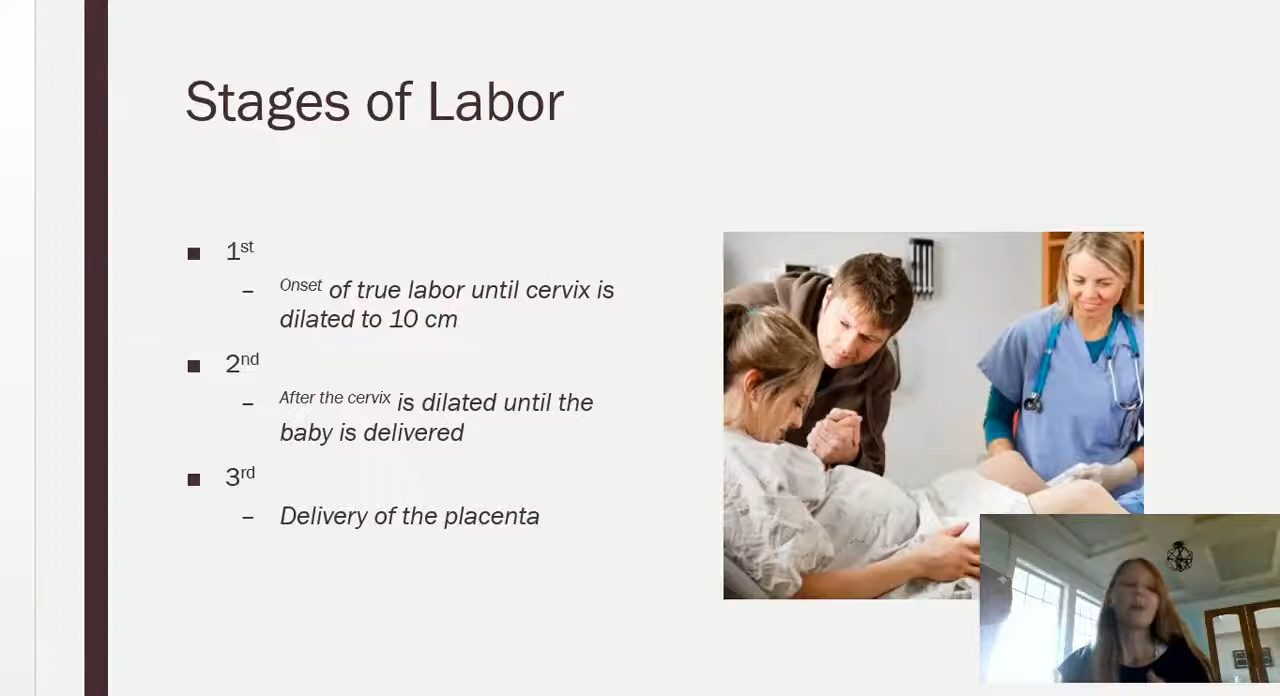 Stages of Labor
■ 1st
– Onset of true labor until cervix is
dilated to 10 cm
■ 2nd
– After the cervix is dilated until the
baby is delivered
■ 3rd
– Delivery of the placenta